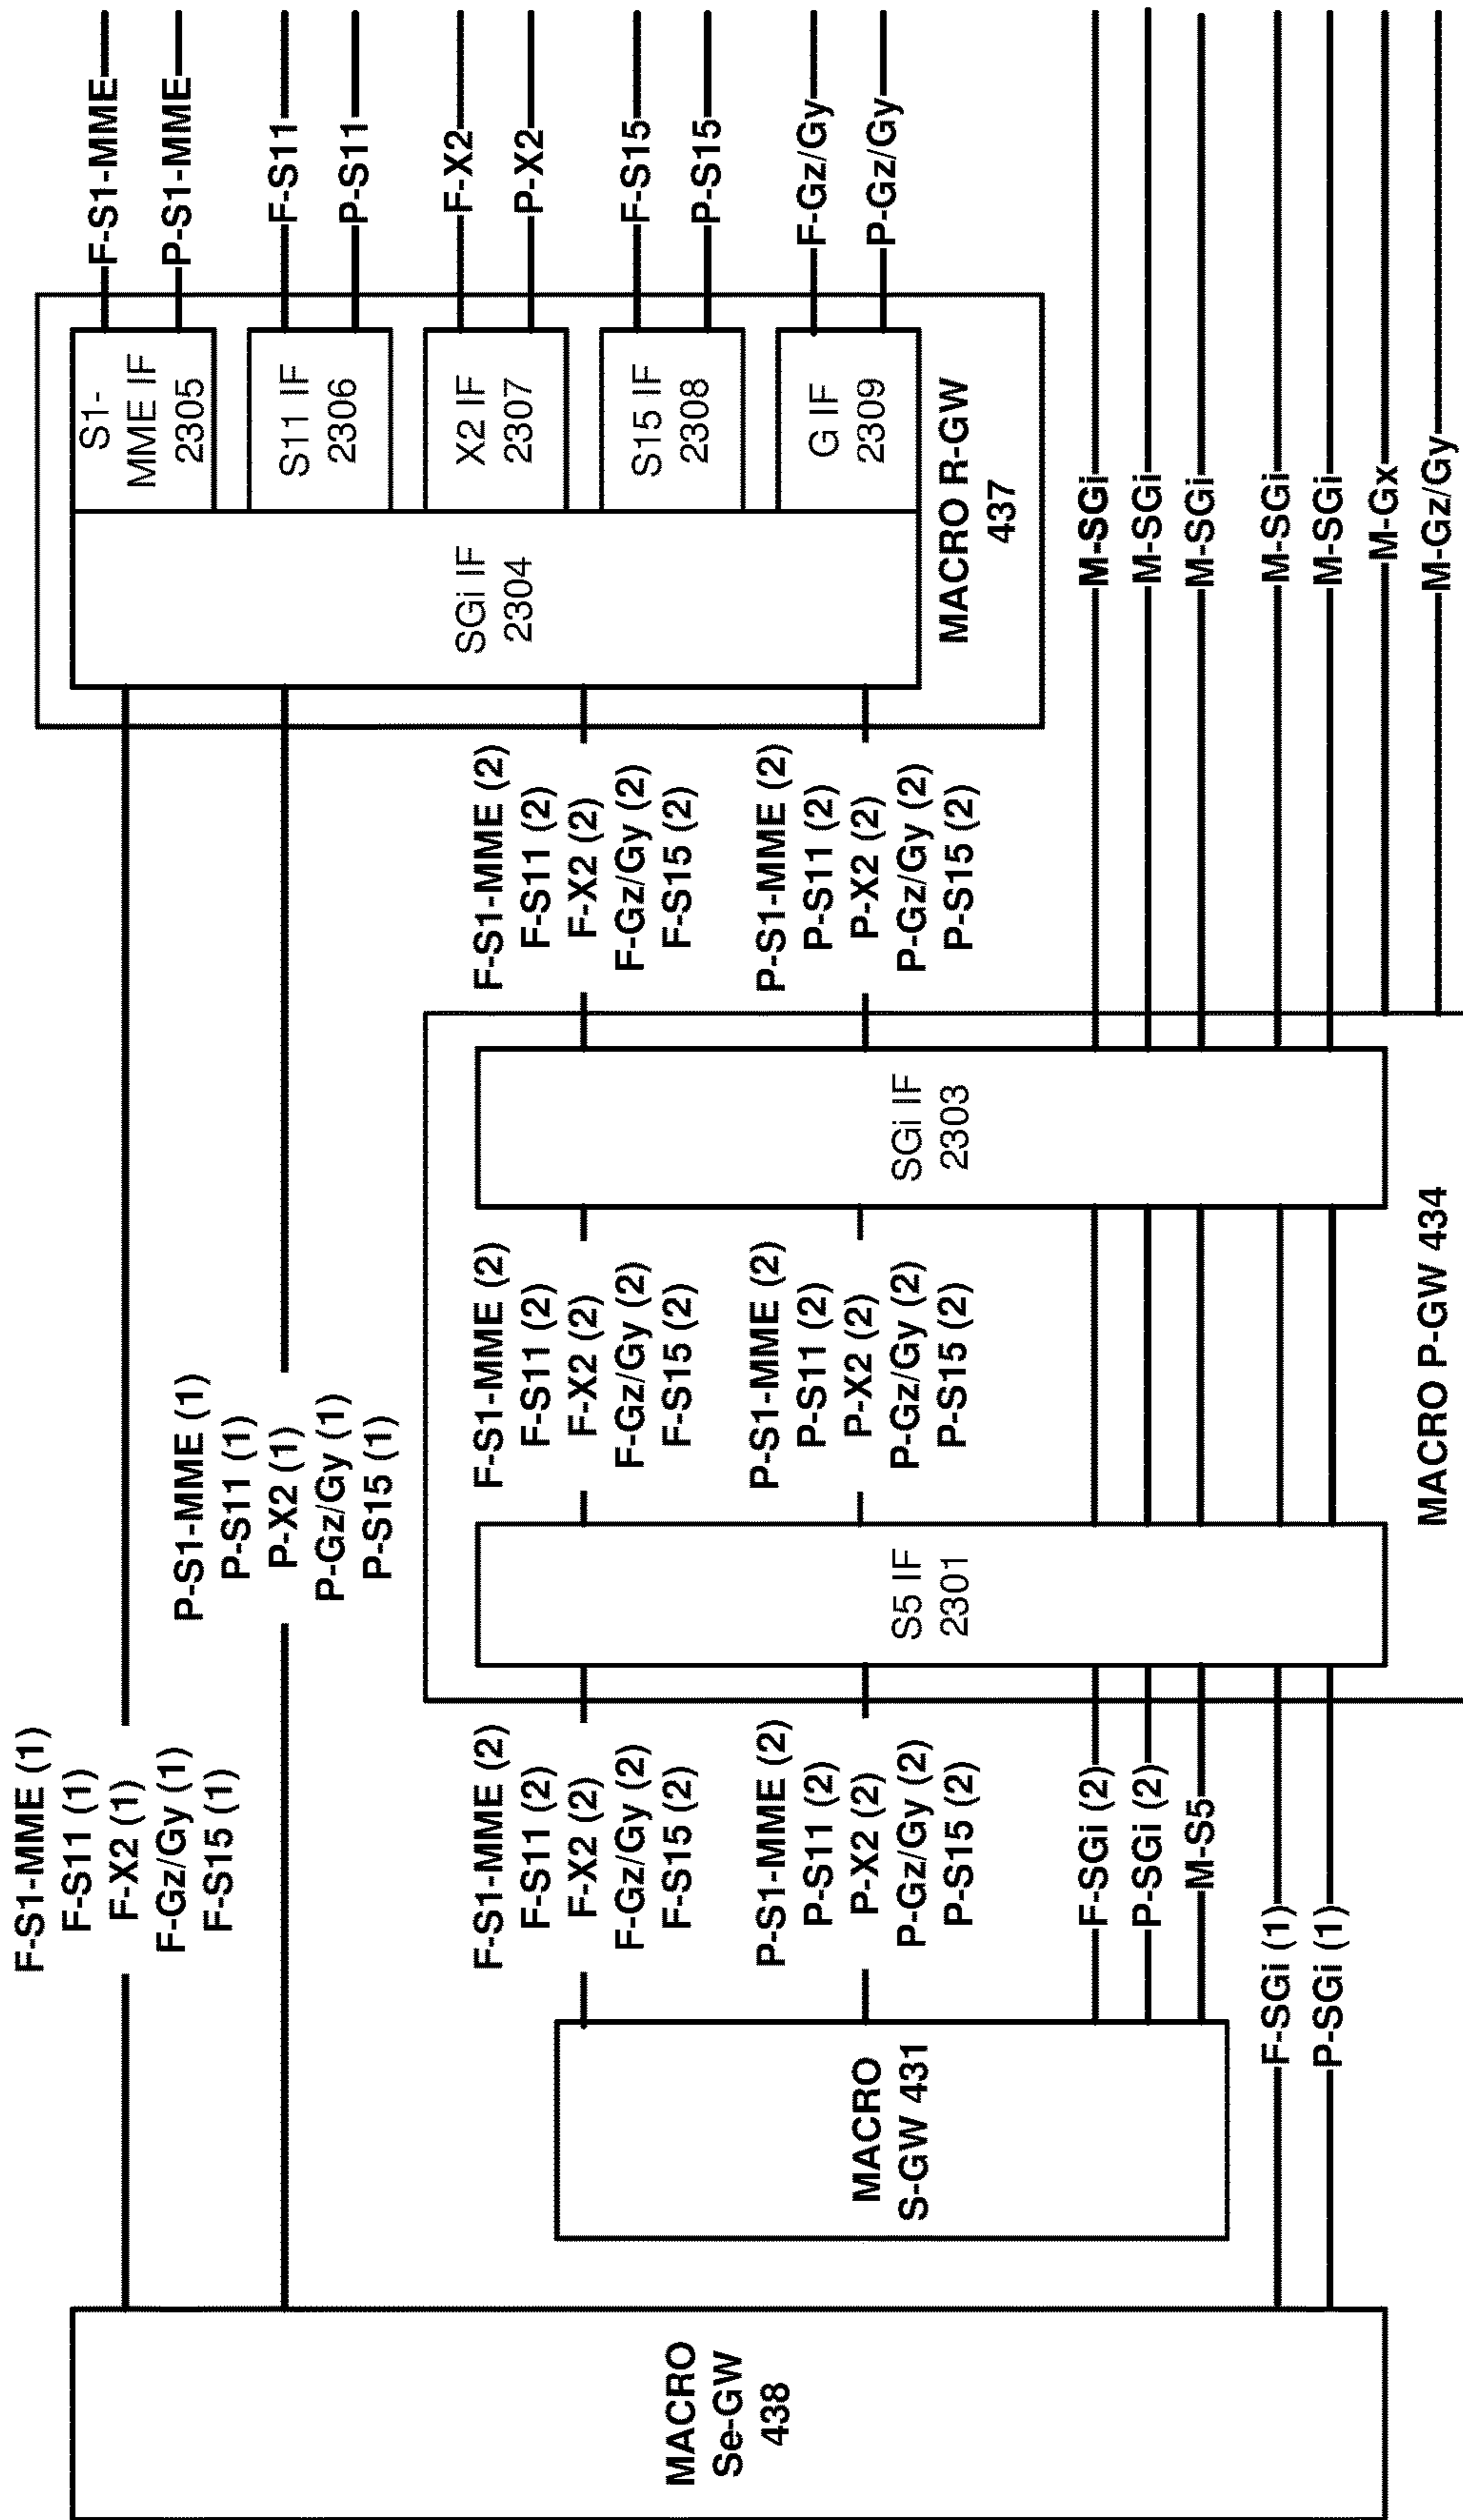 F-S1-MME (1)
F-S11 (1)
F-X2 (1)
F-Gz/Gy (1)
F-S15 (1)
P-S1-MME (1)
P-S11 (1)
P-X2 (1)
P-Gz/Gy (1)
P-S15 (1)
MACRO
Se-GW
438
MACRO
S-GW 431
F-S1-MME (2)
F-S11 (2)
F-X2 (2)
F-Gz/Gy (2)
F-S15 (2)
P-S1-MME (2)
P-S11 (2)
P-X2 (2)
P-Gz/Gy (2)
P-S15 (2)
F-SGi (2)
P-SGi (2)
M-S5
F-SGi (1)
P-SGi (1)
S5 IF
2301
F-S1-MME (2)
F-S11 (2)
F-X2 (2)
F-Gz/Gy (2)
F-S15 (2)
P-S1-MME (2)
P-S11 (2)
P-X2 (2)
P-Gz/Gy (2)
P-S15 (2)
SGi IF
2303
MACRO P-GW 434
F-S1-MME (2)
F-S11 (2)
F-X2 (2)
F-Gz/Gy (2)
F-S15 (2)
P-S1-MME (2)
P-S11 (2)
P-X2 (2)
P-Gz/Gy (2)
P-S15 (2)
SGi IF
2304
S1-
MME IF
2305
S11 IF
2306
X2 IF
2307
S15 IF
2308
G IF
2309
MACRO R-GW
437
F-S1-MME
P-S1-MME
F-S11
P-S11
F-X2
P-X2
F-S15
P-S15
F-Gz/Gy
P-Gz/Gy
M-SGi
M-SGi
M-SGi
M-SGi
M-SGi
M-Gx
M-Gz/Gy